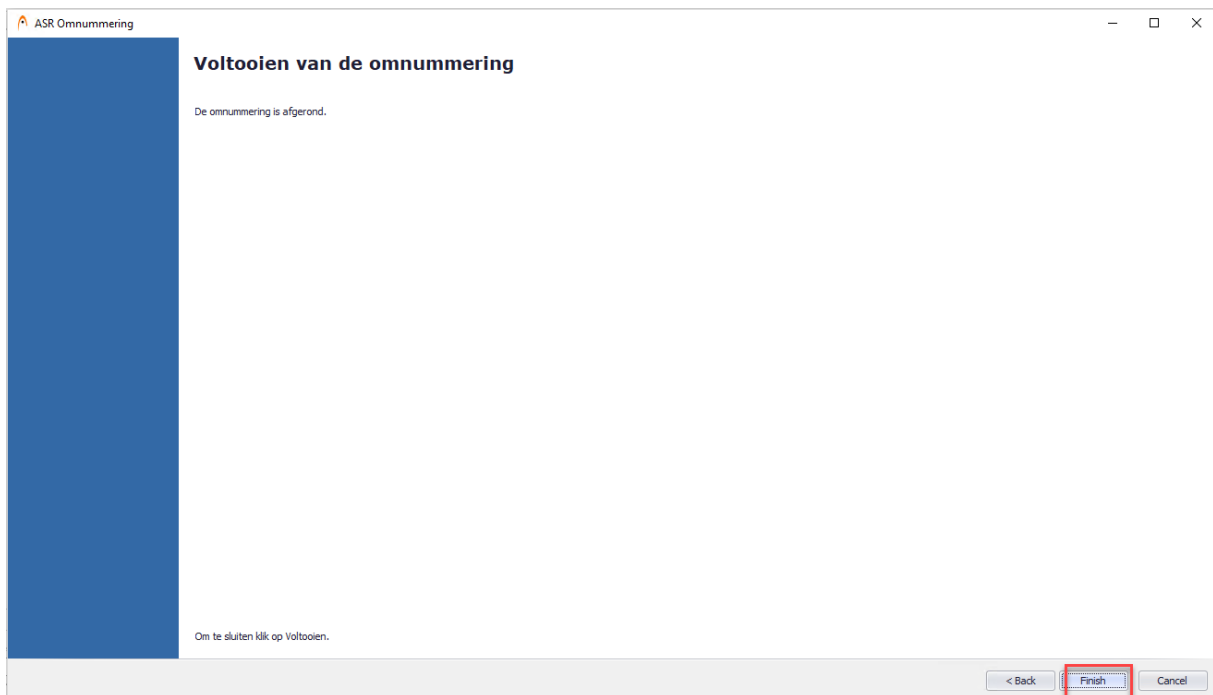 ASR Omnummering
Voltooien van de omnummering
De omnummering is afgerond.
Om te sluiten klik op Voltooien.
< Back Finish Cancel